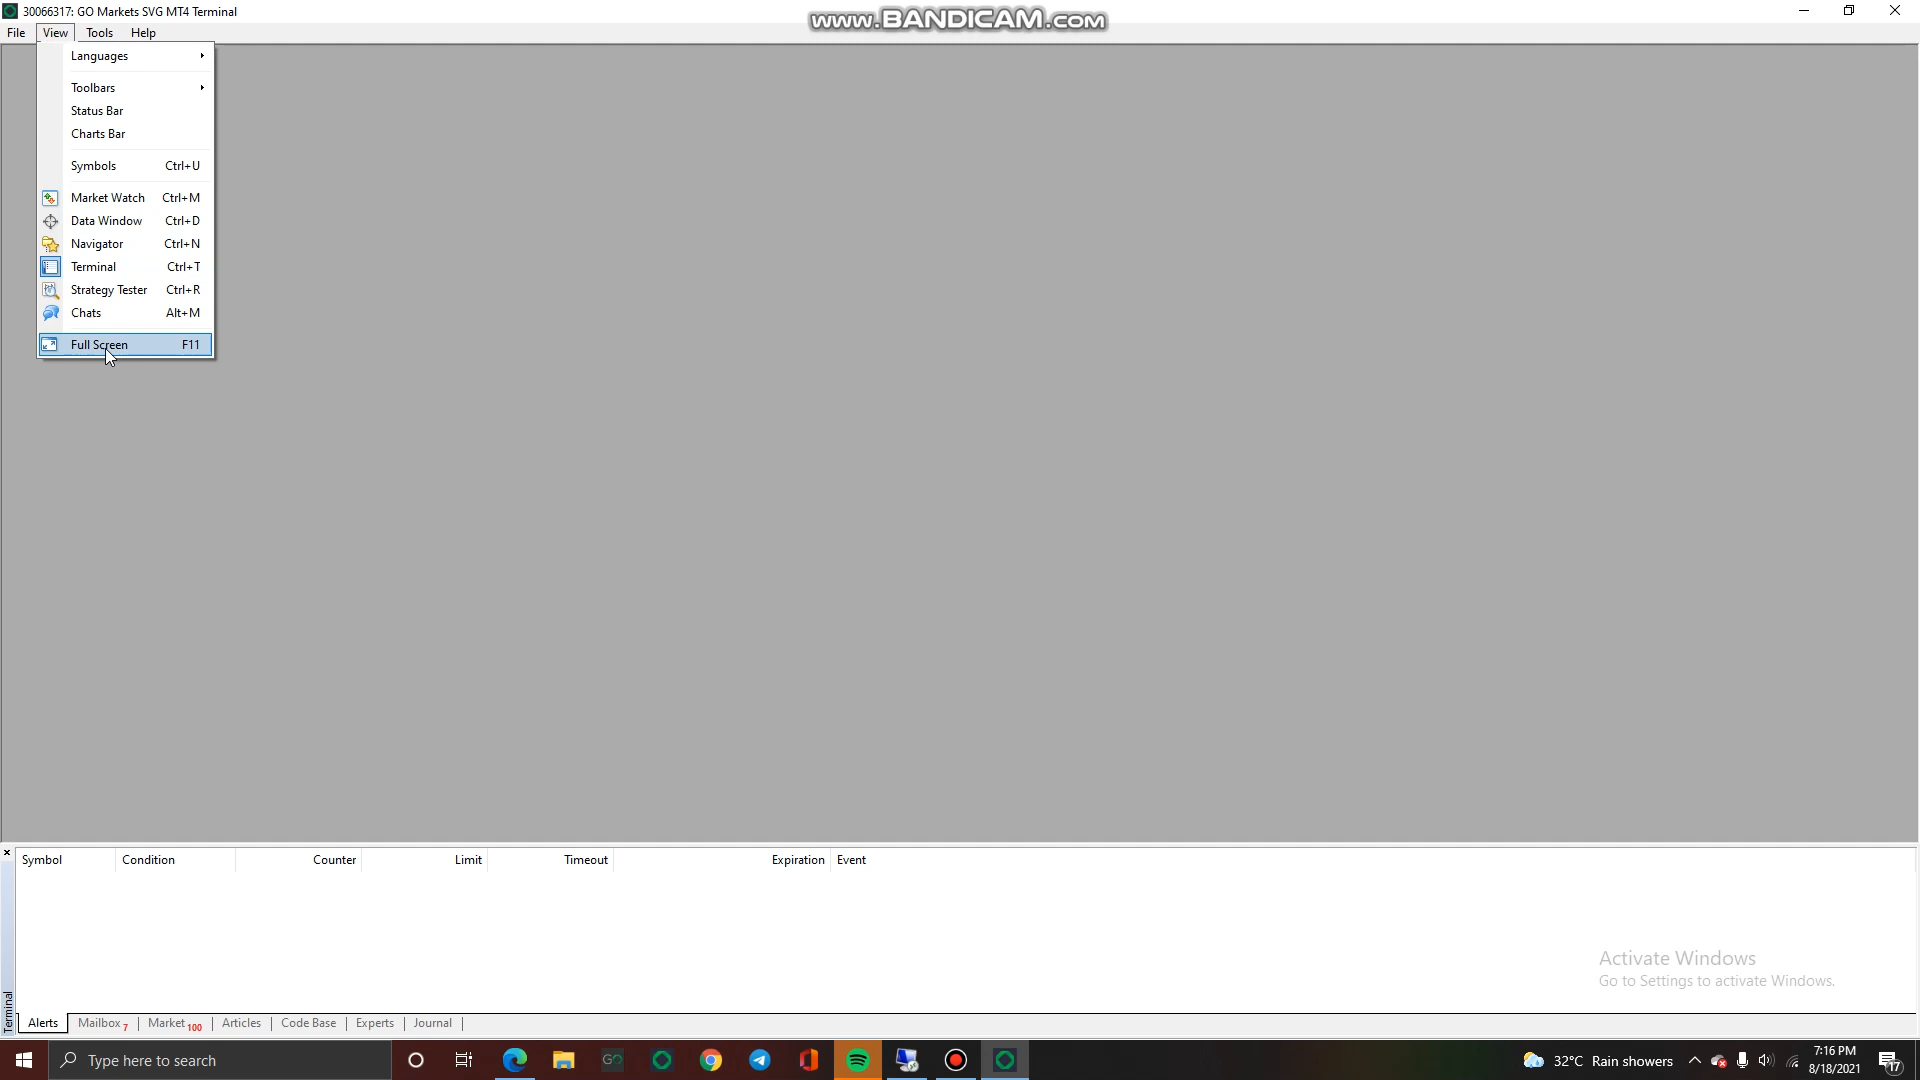 30066317: GO Markets SVG MT4 Terminal
www.BANDICAM.com
File View Tools Help
Languages
Toolbars
Status Bar
Charts Bar
Symbols Ctrl+U
Market Watch Ctrl+M
Data Window Ctrl+D
Navigator Ctrl+N
Terminal Ctrl+T
Strategy Tester Ctrl+R
Chats Alt+M
Full Screen F11
Symbol Condition Counter Limit Timeout Expiration Event
Activate Windows
Go to Settings to activate Windows.
Terminal
Alerts Mailbox 7 Market 100 Articles Code Base Experts Journal
Type here to search
GO
32°C Rain showers
7:16 PM
8/18/2021
17